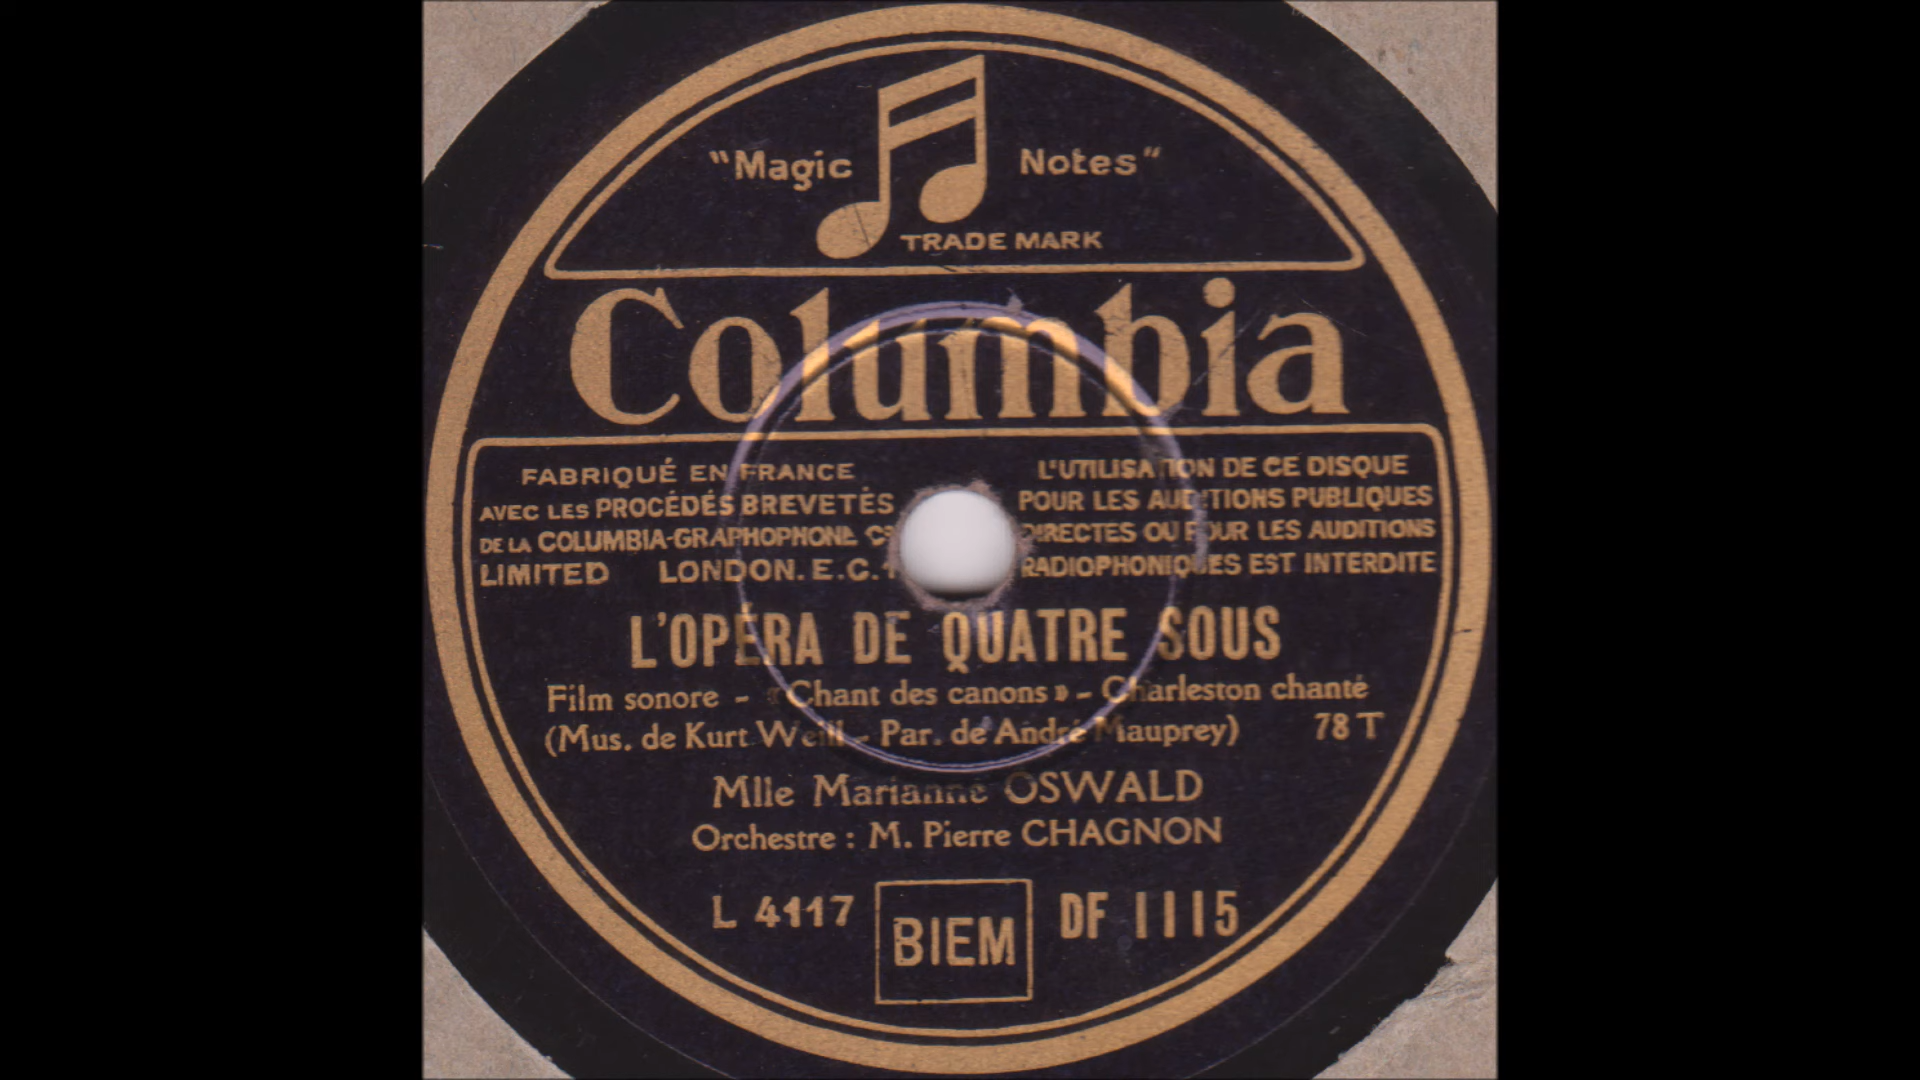 "Magic Notes"
TRADE MARK
Columbia
FABRIQUÉ EN FRANCE
AVEC LES PROCÉDÉS BREVETÉS
DE LA COLUMBIA-GRAPHOPHONE Cº
LIMITED LONDON. E.C.1
L'UTILISATION DE CE DISQUE
POUR LES AUDITIONS PUBLIQUES
DIRECTES OU POUR LES AUDITIONS
RADIOPHONIQUES EST INTERDITE
L'OPÉRA DE QUATRE SOUS
Film sonore - «Chant des canons» - Charleston chanté
(Mus. de Kurt Weill - Par. de André Mauprey) 78 T
Mlle Marianne OSWALD
Orchestre : M. Pierre CHAGNON
L 4117 BIEM DF 1115